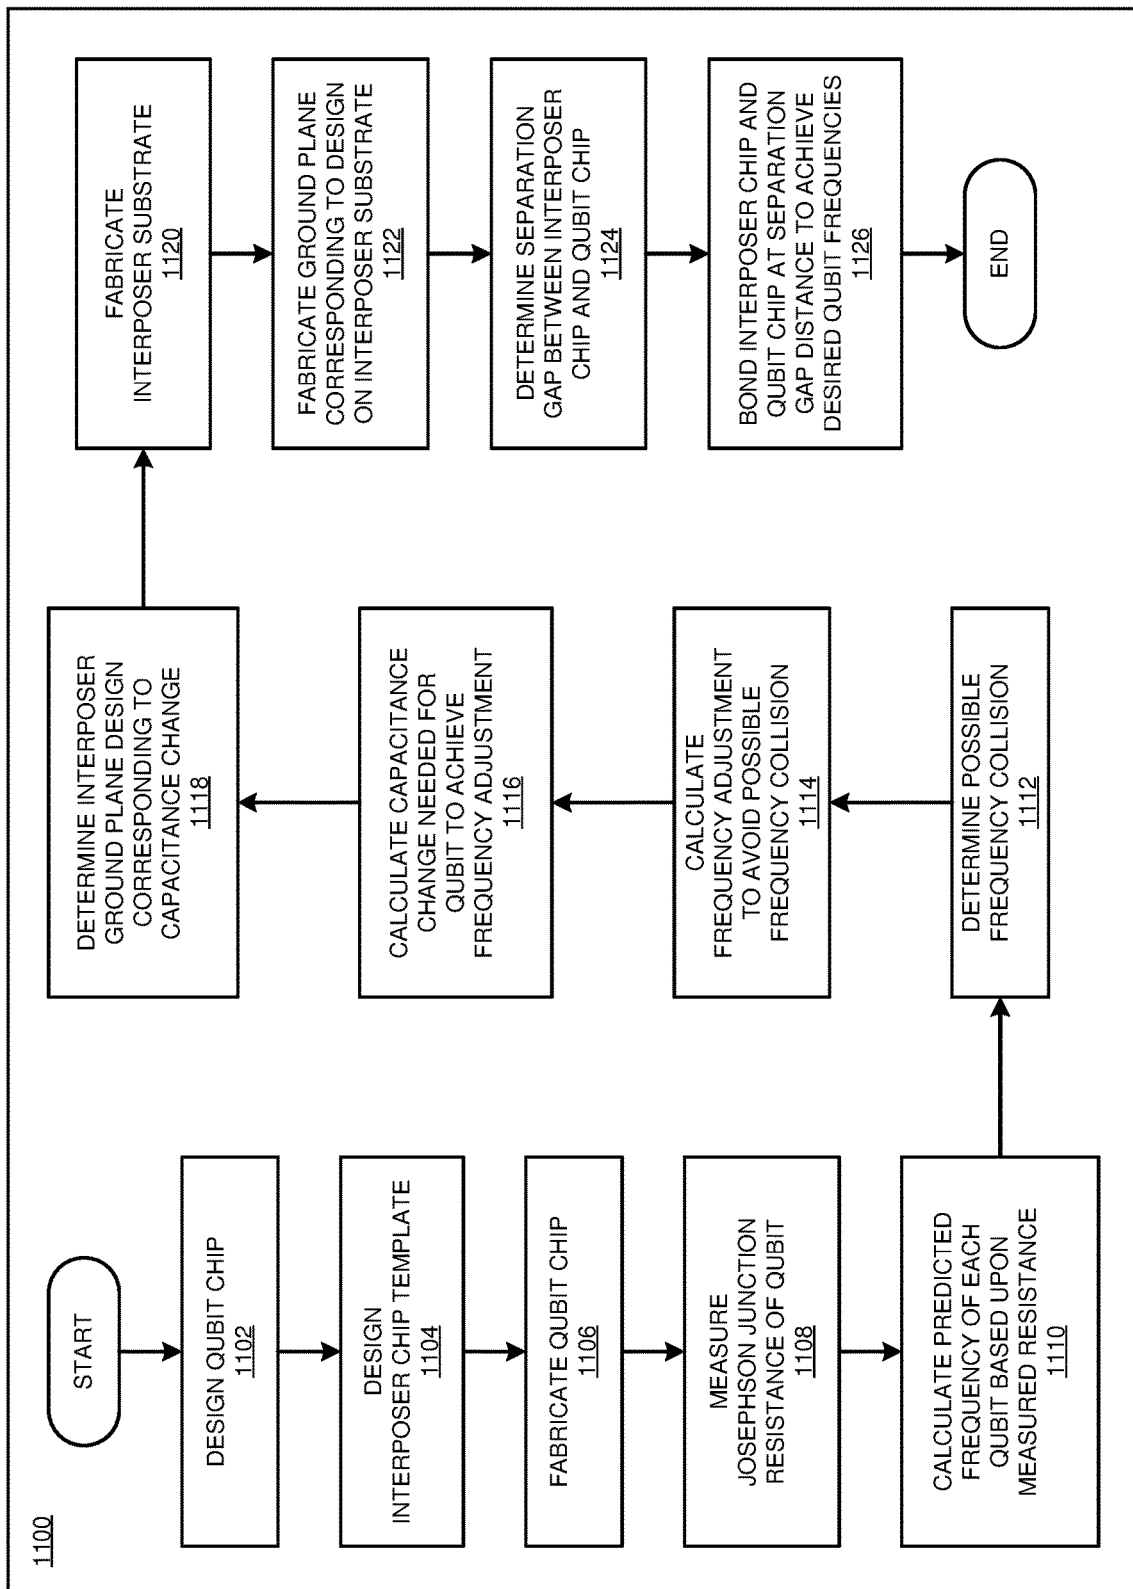 1100
START
DESIGN QUBIT CHIP
1102
DESIGN
INTERPOSER CHIP TEMPLATE
1104
FABRICATE QUBIT CHIP
1106
MEASURE
JOSEPHSON JUNCTION
RESISTANCE OF QUBIT
1108
CALCULATE PREDICTED
FREQUENCY OF EACH
QUBIT BASED UPON
MEASURED RESISTANCE
1110
DETERMINE POSSIBLE
FREQUENCY COLLISION
1112
CALCULATE
FREQUENCY ADJUSTMENT
TO AVOID POSSIBLE
FREQUENCY COLLISION
1114
CALCULATE CAPACITANCE
CHANGE NEEDED FOR
QUBIT TO ACHIEVE
FREQUENCY ADJUSTMENT
1116
DETERMINE INTERPOSER
GROUND PLANE DESIGN
CORRESPONDING TO
CAPACITANCE CHANGE
1118
FABRICATE
INTERPOSER SUBSTRATE
1120
FABRICATE GROUND PLANE
CORRESPONDING TO DESIGN
ON INTERPOSER SUBSTRATE
1122
DETERMINE SEPARATION
GAP BETWEEN INTERPOSER
CHIP AND QUBIT CHIP
1124
BOND INTERPOSER CHIP AND
QUBIT CHIP AT SEPARATION
GAP DISTANCE TO ACHIEVE
DESIRED QUBIT FREQUENCIES
1126
END